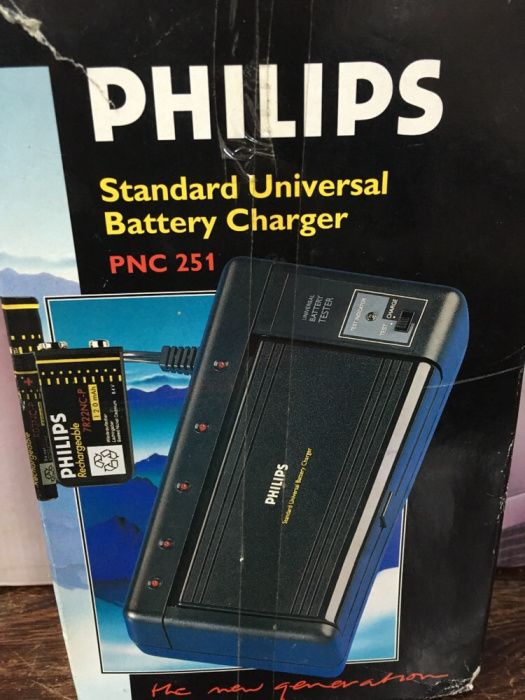 PHILIPS
Standard Universal
Battery Charger
PNC 251
UNIVERSAL
BATTERY
TESTER
TEST INDICATOR
TEST
CHARGE
PHILIPS
Rechargeable
7R22NC-P
PHILIPS
Standard Universal Battery Charger
the new generation